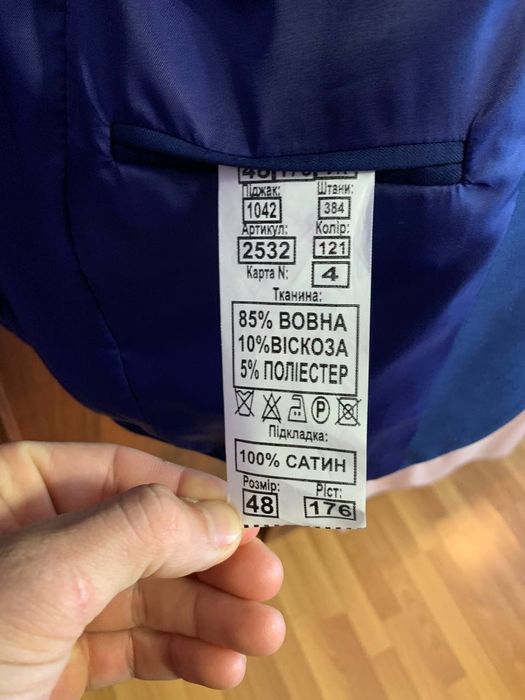 Піджак: Штани:
1042 384
Артикул: Колір:
2532 121
Карта N: 4
Тканина:
85% ВОВНА
10%ВІСКОЗА
5% ПОЛІЕСТЕР
P
Підкладка:
100% САТИН
Розмір: Ріст:
48 176